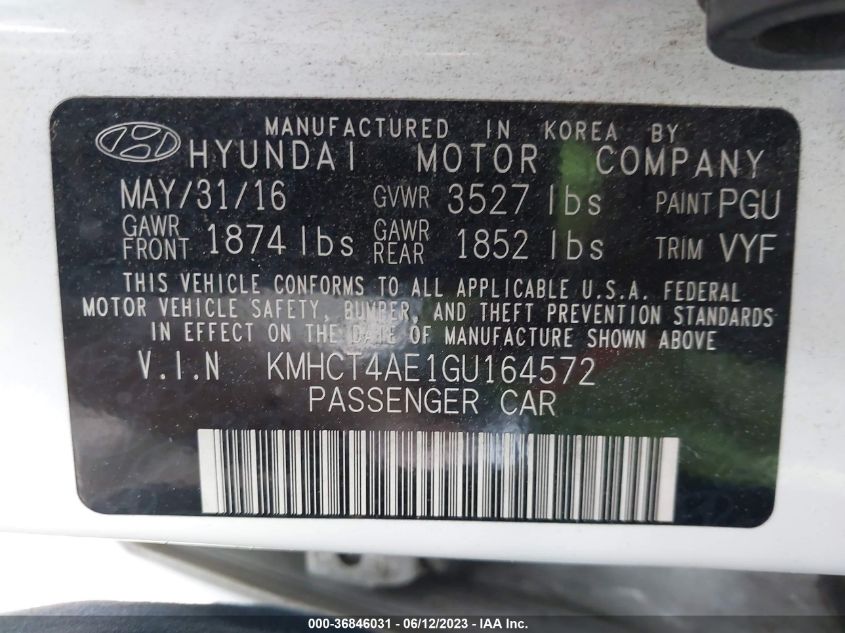 MANUFACTURED IN KOREA BY
HYUNDAI MOTOR COMPANY
MAY/31/16 GVWR 3527 lbs PAINT PGU
GAWR FRONT 1874 lbs GAWR REAR 1852 lbs TRIM VYF
THIS VEHICLE CONFORMS TO ALL APPLICABLE U.S.A. FEDERAL
MOTOR VEHICLE SAFETY, BUMPER, AND THEFT PREVENTION STANDARDS
IN EFFECT ON THE DATE OF MANUFACTURE SHOWN ABOVE
V.I.N KMHCT4AE1GU164572
PASSENGER CAR
000-36846031 - 06/12/2023 - IAA Inc.